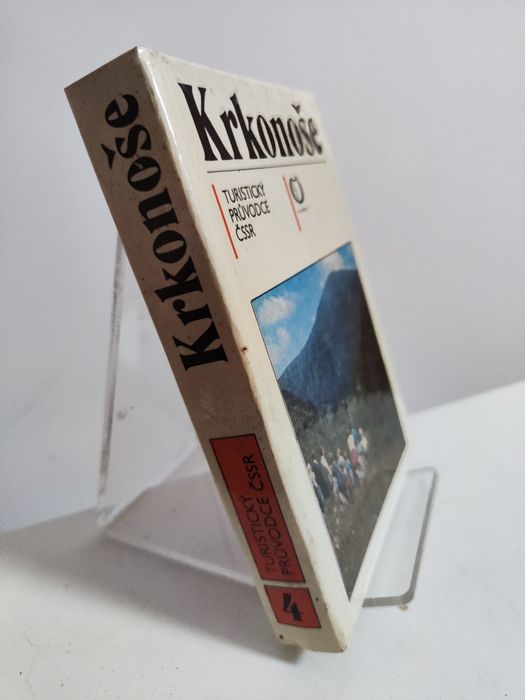 Krkonoše
TURISTICKÝ
PRŮVODCE
ČSSR
Krkonoše
TURISTICKÝ
PRŮVODCE ČSSR
4